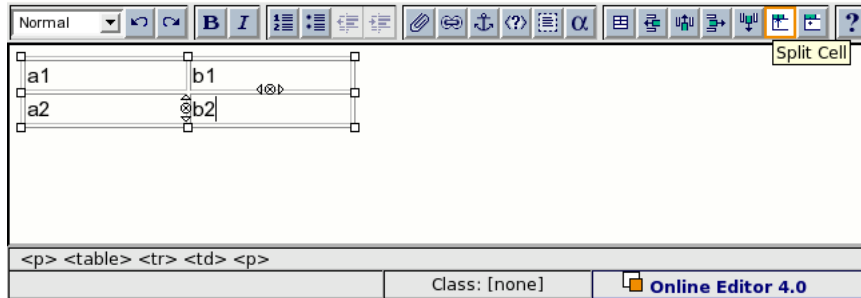 Normal B I <?> α ?
Split Cell
a1 b1
a2 b2
<p> <table> <tr> <td> <p>
Class: [none] Online Editor 4.0